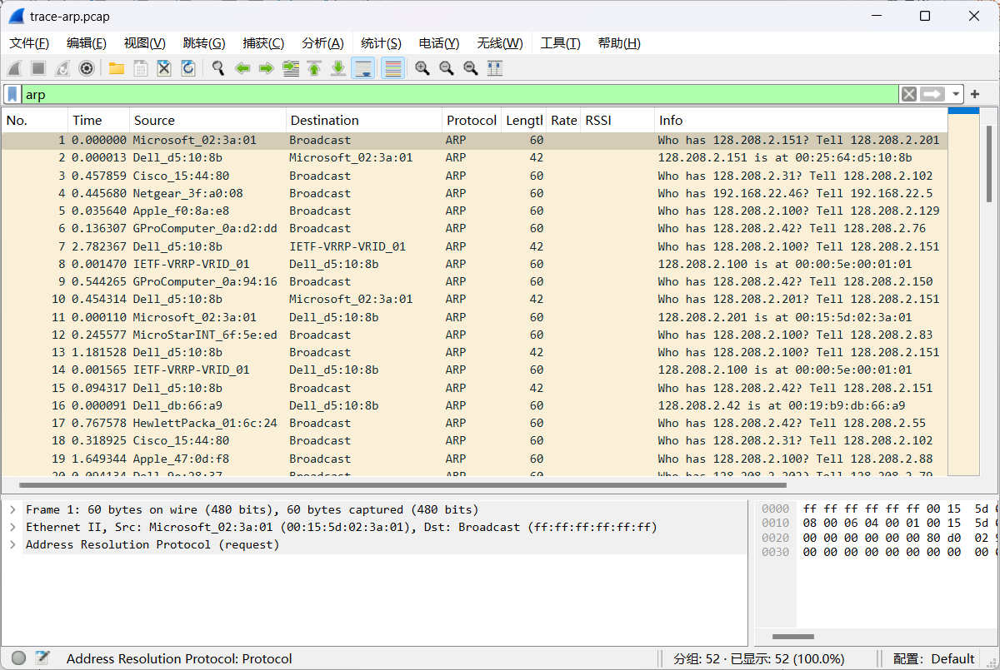 trace-arp.pcap
文件(F) 编辑(E) 视图(V) 跳转(G) 捕获(C) 分析(A) 统计(S) 电话(Y) 无线(W) 工具(T) 帮助(H)
arp
No. Time Source Destination Protocol Lengtl Rate RSSI Info
1 0.000000 Microsoft_02:3a:01 Broadcast ARP 60 Who has 128.208.2.151? Tell 128.208.2.201
2 0.000013 Dell_d5:10:8b Microsoft_02:3a:01 ARP 42 128.208.2.151 is at 00:25:64:d5:10:8b
3 0.457859 Cisco_15:44:80 Broadcast ARP 60 Who has 128.208.2.31? Tell 128.208.2.102
4 0.445680 Netgear_3f:a0:08 Broadcast ARP 60 Who has 192.168.22.46? Tell 192.168.22.5
5 0.035640 Apple_f0:8a:e8 Broadcast ARP 60 Who has 128.208.2.100? Tell 128.208.2.129
6 0.136307 GProComputer_0a:d2:dd Broadcast ARP 60 Who has 128.208.2.42? Tell 128.208.2.76
7 2.782367 Dell_d5:10:8b IETF-VRRP-VRID_01 ARP 42 Who has 128.208.2.100? Tell 128.208.2.151
8 0.001470 IETF-VRRP-VRID_01 Dell_d5:10:8b ARP 60 128.208.2.100 is at 00:00:5e:00:01:01
9 0.544265 GProComputer_0a:94:16 Broadcast ARP 60 Who has 128.208.2.42? Tell 128.208.2.150
10 0.454314 Dell_d5:10:8b Microsoft_02:3a:01 ARP 42 Who has 128.208.2.201? Tell 128.208.2.151
11 0.000110 Microsoft_02:3a:01 Dell_d5:10:8b ARP 60 128.208.2.201 is at 00:15:5d:02:3a:01
12 0.245577 MicroStarINT_6f:5e:ed Broadcast ARP 60 Who has 128.208.2.100? Tell 128.208.2.83
13 1.181528 Dell_d5:10:8b Broadcast ARP 42 Who has 128.208.2.100? Tell 128.208.2.151
14 0.001565 IETF-VRRP-VRID_01 Dell_d5:10:8b ARP 60 128.208.2.100 is at 00:00:5e:00:01:01
15 0.094317 Dell_d5:10:8b Broadcast ARP 42 Who has 128.208.2.42? Tell 128.208.2.151
16 0.000091 Dell_db:66:a9 Dell_d5:10:8b ARP 60 128.208.2.42 is at 00:19:b9:db:66:a9
17 0.767578 HewlettPacka_01:6c:24 Broadcast ARP 60 Who has 128.208.2.42? Tell 128.208.2.55
18 0.318925 Cisco_15:44:80 Broadcast ARP 60 Who has 128.208.2.31? Tell 128.208.2.102
19 1.649344 Apple_47:0d:f8 Broadcast ARP 60 Who has 128.208.2.100? Tell 128.208.2.88
20 0.094134 Dell_9e:28:37 Broadcast ARP 60 Who has 128.208.2.202? Tell 128.208.2.79
Frame 1: 60 bytes on wire (480 bits), 60 bytes captured (480 bits)
Ethernet II, Src: Microsoft_02:3a:01 (00:15:5d:02:3a:01), Dst: Broadcast (ff:ff:ff:ff:ff:ff)
Address Resolution Protocol (request)
0000 ff ff ff ff ff ff 00 15 5d
0010 08 00 06 04 00 01 00 15 5d
0020 00 00 00 00 00 00 80 d0 02
0030 00 00 00 00 00 00 00 00 00
Address Resolution Protocol: Protocol
分组: 52 · 已显示: 52 (100.0%)
配置: Default